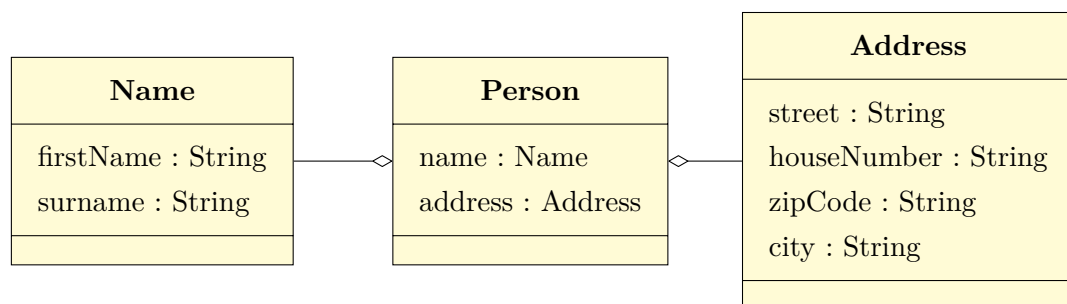 Name
firstName : String
surname : String
Person
name : Name
address : Address
Address
street : String
houseNumber : String
zipCode : String
city : String